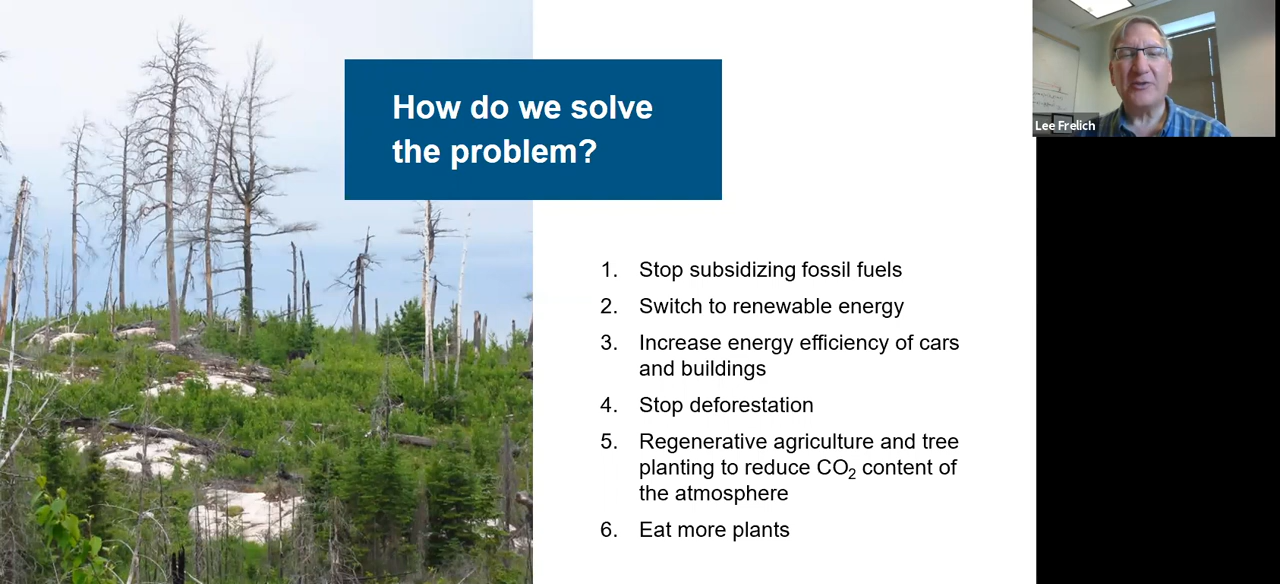 How do we solve
the problem?
Lee Frelich
1. Stop subsidizing fossil fuels
2. Switch to renewable energy
3. Increase energy efficiency of cars
and buildings
4. Stop deforestation
5. Regenerative agriculture and tree
planting to reduce CO₂ content of
the atmosphere
6. Eat more plants